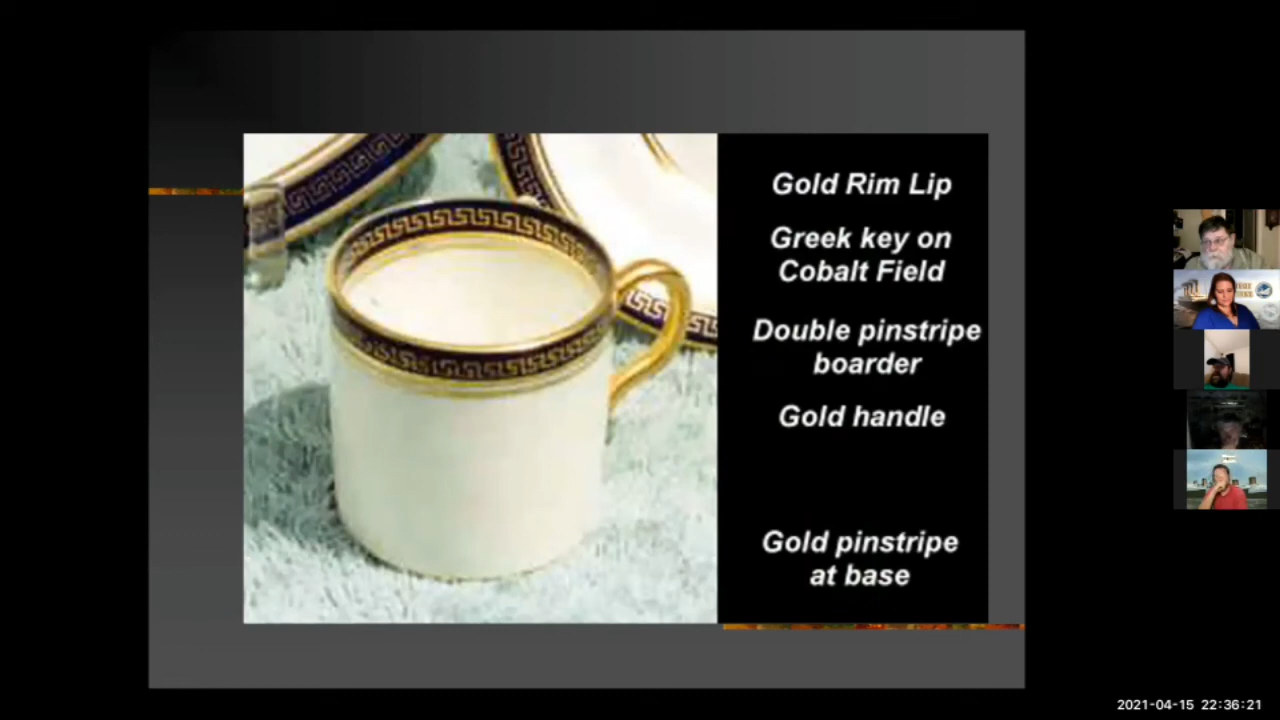 Gold Rim Lip
Greek key on
Cobalt Field
Double pinstripe
boarder
Gold handle
Gold pinstripe
at base
2021-04-15 22:36:21